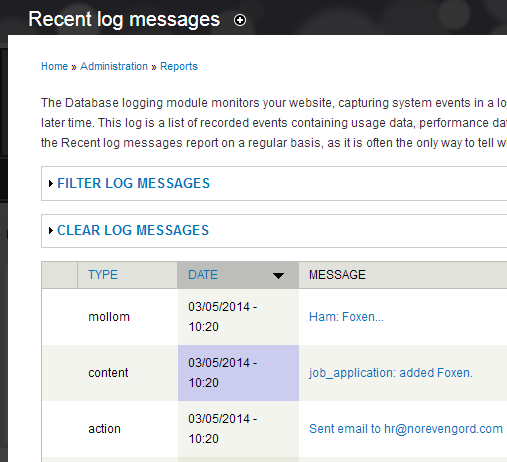 Recent log messages
Home » Administration » Reports
The Database logging module monitors your website, capturing system events in a lo
later time. This log is a list of recorded events containing usage data, performance da
the Recent log messages report on a regular basis, as it is often the only way to tell w
FILTER LOG MESSAGES
CLEAR LOG MESSAGES
TYPE DATE MESSAGE
mollom 03/05/2014 - Ham: Foxen...
10:20
content 03/05/2014 - job_application: added Foxen.
10:20
action 03/05/2014 - Sent email to hr@norevengord.com
10:20